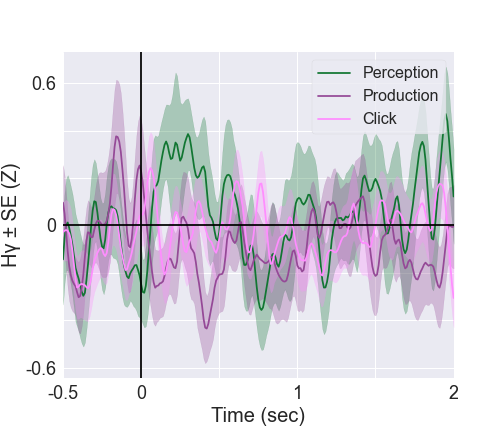 Perception
Production
Click
Hγ ± SE (Z)
0.6
0
-0.6
-0.5
0
1
2
Time (sec)